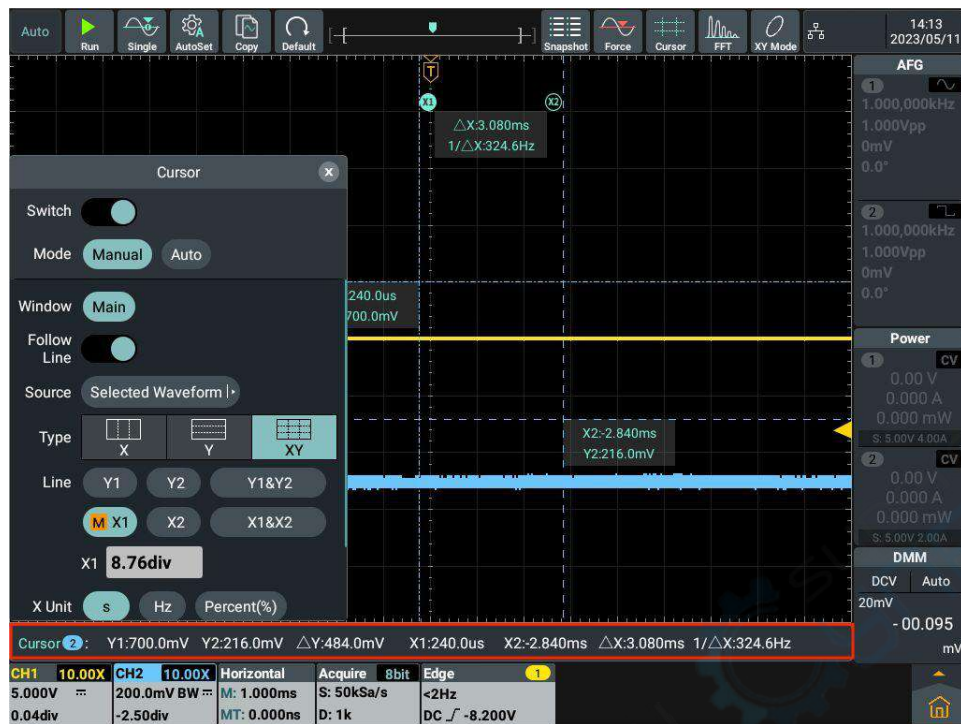 Auto
Run
Single
AutoSet
Copy
Default
T
Snapshot
Force
Cursor
FFT
XY Mode
14:13
2023/05/11
X1
X2
△X:3.080ms
1/△X:324.6Hz
Cursor
x
Switch
Mode Manual Auto
Window Main
Follow
Line
Source Selected Waveform
Type X Y XY
Line Y1 Y2 Y1&Y2
M X1 X2 X1&X2
X1 8.76div
X Unit s Hz Percent(%)
240.0us
700.0mV
X2:-2.840ms
Y2:216.0mV
AFG
1
1.000,000kHz
1.000Vpp
0mV
0.0°
2
1.000,000kHz
1.000Vpp
0mV
0.0°
Power
1 CV
0.00 V
0.000 A
0.000 mW
S: 5.00V 4.00A
2 CV
0.00 V
0.000 A
0.000 mW
S: 5.00V 2.00A
DMM
DCV Auto
20mV
- 00.095
mV
Cursor 2 : Y1:700.0mV Y2:216.0mV △Y:484.0mV X1:240.0us X2:-2.840ms △X:3.080ms 1/△X:324.6Hz
CH1 10.00X CH2 10.00X Horizontal Acquire 8bit Edge 1
5.000V 200.0mV BW M: 1.000ms S: 50kSa/s <2Hz
0.04div -2.50div MT: 0.000ns D: 1k DC -8.200V